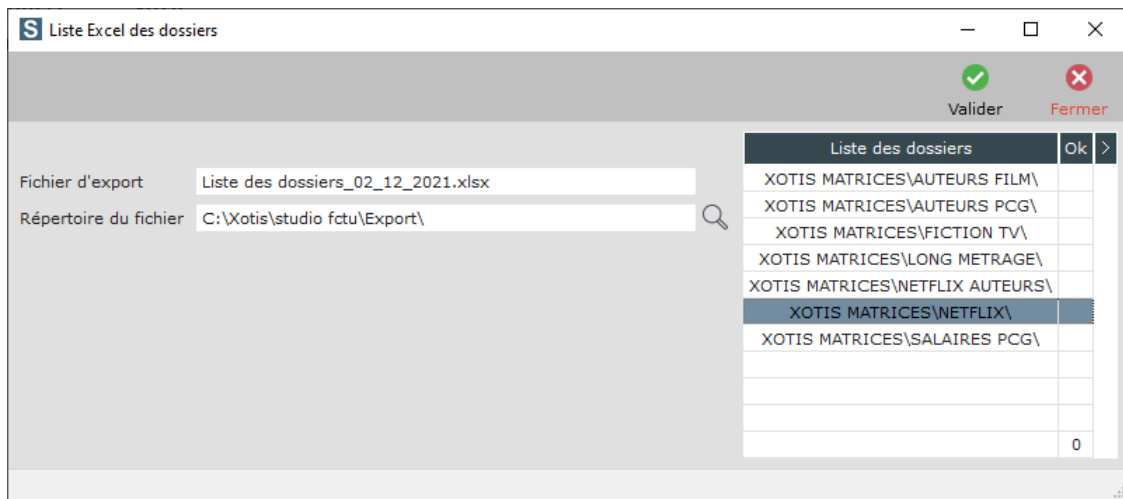 S Liste Excel des dossiers
Valider Fermer
Liste des dossiers Ok >
Fichier d'export Liste des dossiers_02_12_2021.xlsx
Répertoire du fichier C:\Xotis\studio fctu\Export\
XOTIS MATRICES\AUTEURS FILM\
XOTIS MATRICES\AUTEURS PCG\
XOTIS MATRICES\FICTION TV\
XOTIS MATRICES\LONG METRAGE\
XOTIS MATRICES\NETFLIX AUTEURS\
XOTIS MATRICES\NETFLIX\
XOTIS MATRICES\SALAIRES PCG\
0